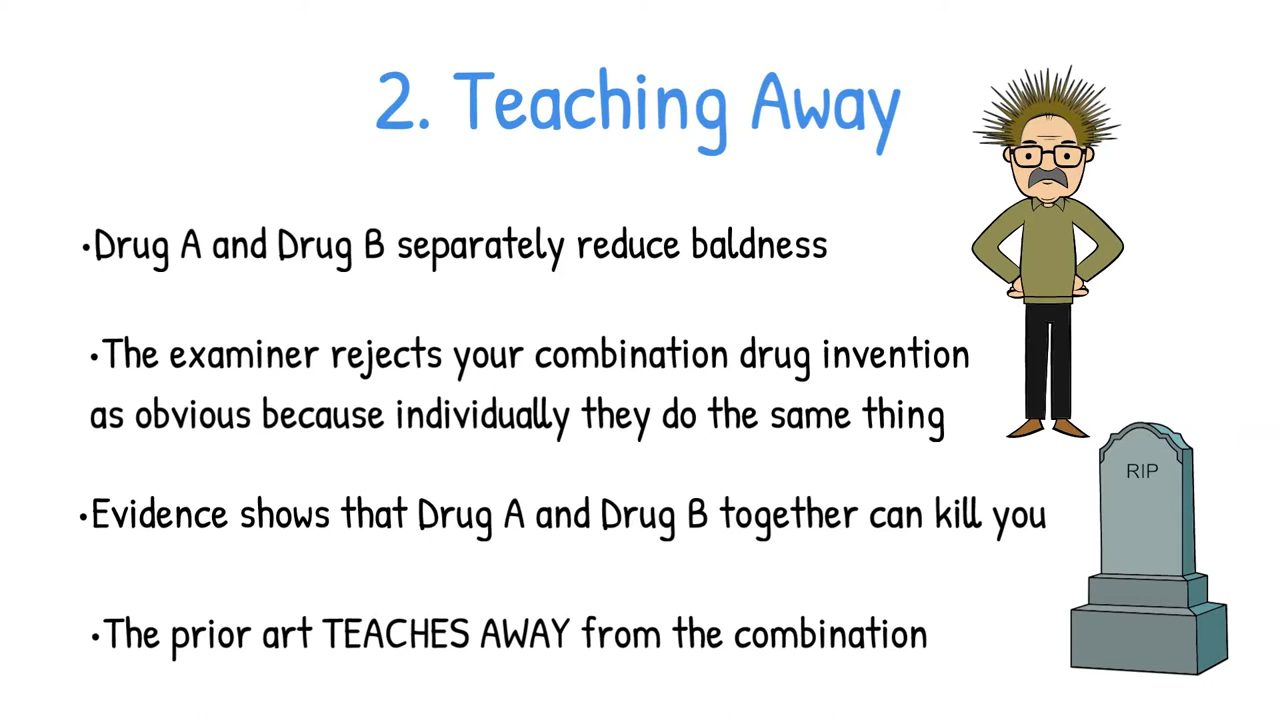 2. Teaching Away
•Drug A and Drug B separately reduce baldness
•The examiner rejects your combination drug invention
as obvious because individually they do the same thing
•Evidence shows that Drug A and Drug B together can kill you
RIP
•The prior art TEACHES AWAY from the combination